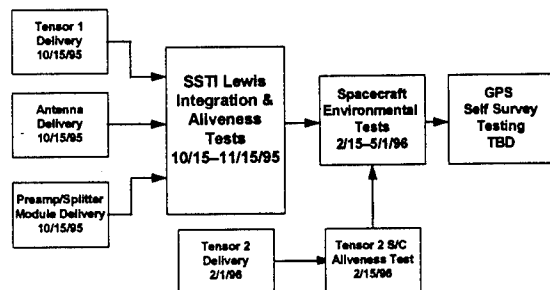 Tensor 1
Delivery
10/15/95
Antenna
Delivery
10/15/95
Preamp/Splitter
Module Delivery
10/15/95
SSTI Lewis
Integration &
Aliveness
Tests
10/15–11/15/95
Spacecraft
Environmental
Tests
2/15–5/1/96
GPS
Self Survey
Testing
TBD
Tensor 2
Delivery
2/1/96
Tensor 2 S/C
Aliveness Test
2/15/96